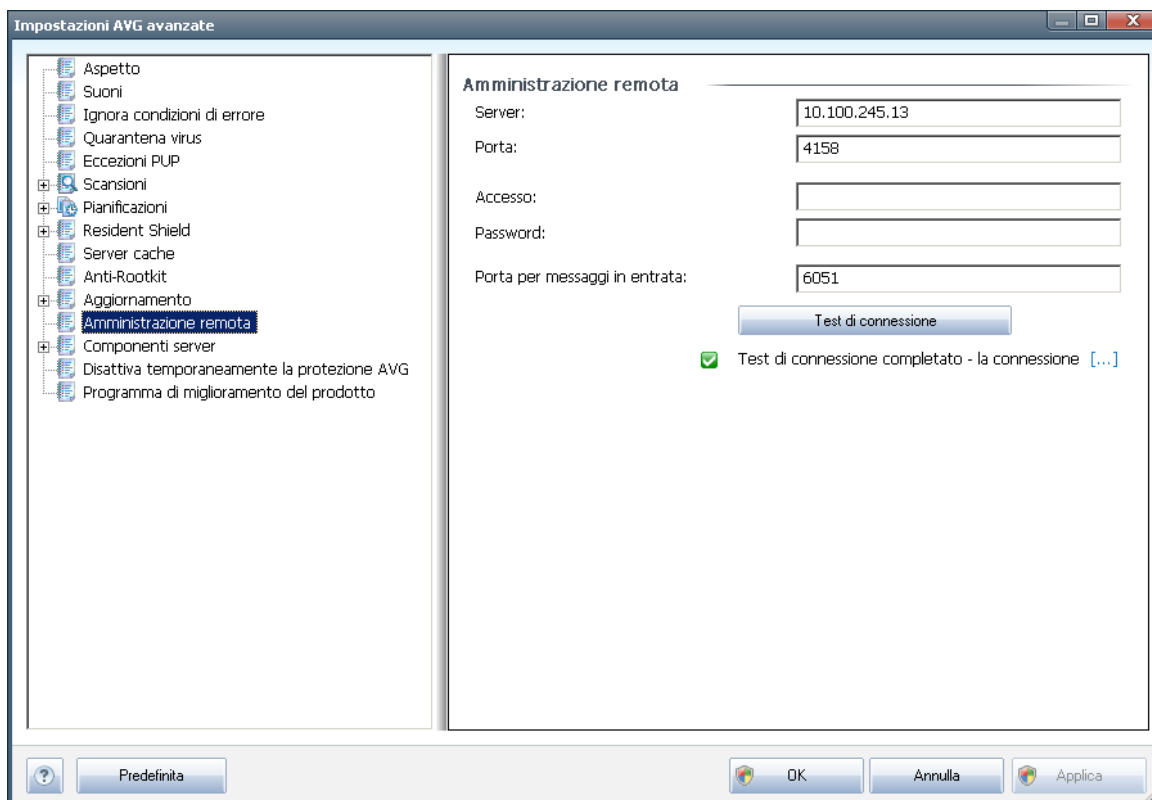 Impostazioni AVG avanzate
Aspetto
Suoni
Ignora condizioni di errore
Quarantena virus
Eccezioni PUP
Scansioni
Pianificazioni
Resident Shield
Server cache
Anti-Rootkit
Aggiornamento
Amministrazione remota
Componenti server
Disattiva temporaneamente la protezione AVG
Programma di miglioramento del prodotto
Amministrazione remota
Server: 10.100.245.13
Porta: 4158
Accesso:
Password:
Porta per messaggi in entrata: 6051
Test di connessione
Test di connessione completato - la connessione [...]
? Predefinita OK Annulla Applica